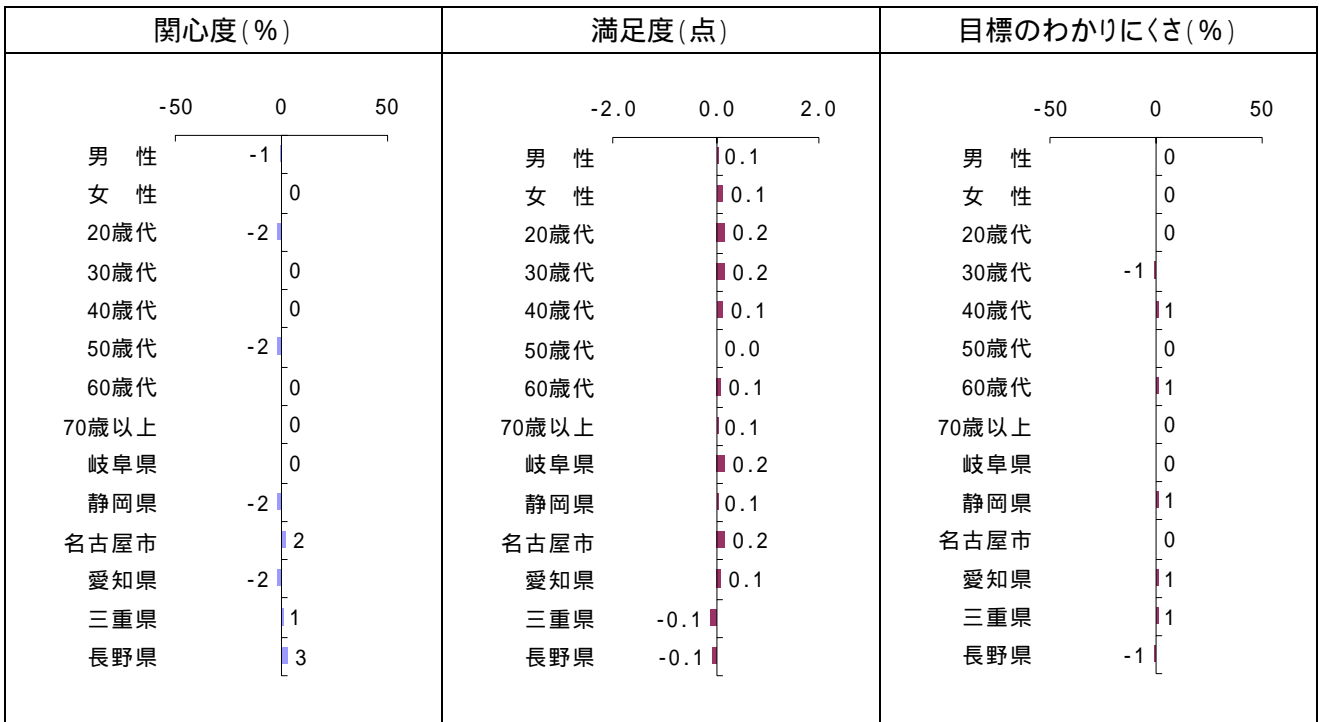 関心度(%)
-50 0 50
男 性 -1
女 性 0
20歳代 -2
30歳代 0
40歳代 0
50歳代 -2
60歳代 0
70歳以上 0
岐阜県 0
静岡県 -2
名古屋市 2
愛知県 -2
三重県 1
長野県 3
満足度(点)
-2.0 0.0 2.0
男 性 0.1
女 性 0.1
20歳代 0.2
30歳代 0.2
40歳代 0.1
50歳代 0.0
60歳代 0.1
70歳以上 0.1
岐阜県 0.2
静岡県 0.1
名古屋市 0.2
愛知県 0.1
三重県 -0.1
長野県 -0.1
目標のわかりにくさ(%)
-50 0 50
男 性 0
女 性 0
20歳代 0
30歳代 -1
40歳代 1
50歳代 0
60歳代 1
70歳以上 0
岐阜県 0
静岡県 1
名古屋市 0
愛知県 1
三重県 1
長野県 -1